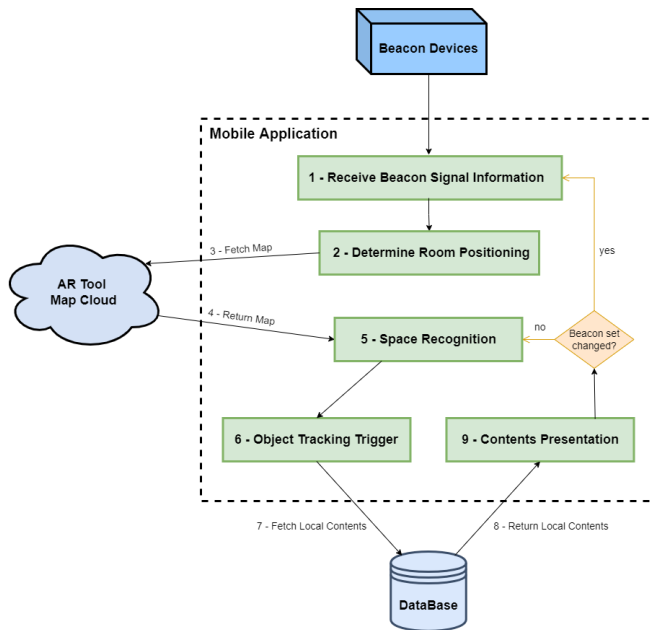 Beacon Devices
Mobile Application
1 - Receive Beacon Signal Information
2 - Determine Room Positioning
3 - Fetch Map
yes
AR Tool
Map Cloud
4 - Return Map
5 - Space Recognition
no
Beacon set
changed?
6 - Object Tracking Trigger
9 - Contents Presentation
7 - Fetch Local Contents
8 - Return Local Contents
DataBase